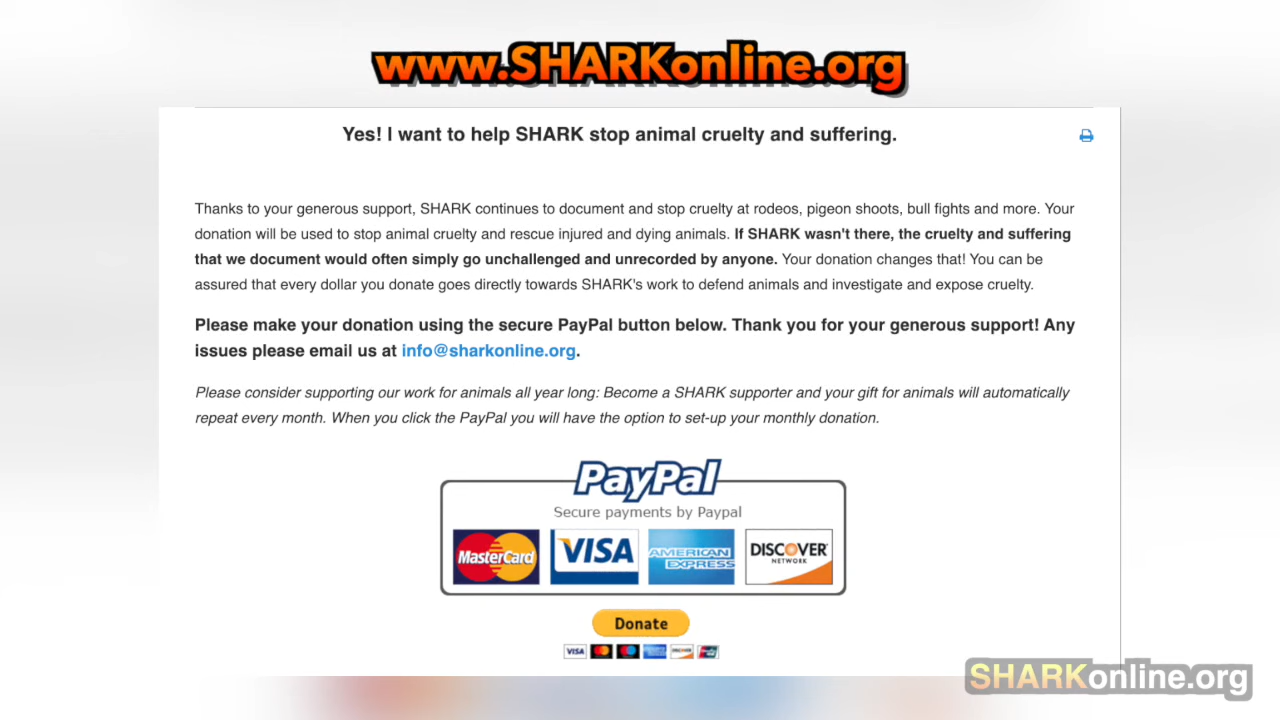 www.SHARKonline.org
Yes! I want to help SHARK stop animal cruelty and suffering.
Thanks to your generous support, SHARK continues to document and stop cruelty at rodeos, pigeon shoots, bull fights and more. Your
donation will be used to stop animal cruelty and rescue injured and dying animals. If SHARK wasn't there, the cruelty and suffering
that we document would often simply go unchallenged and unrecorded by anyone. Your donation changes that! You can be
assured that every dollar you donate goes directly towards SHARK's work to defend animals and investigate and expose cruelty.
Please make your donation using the secure PayPal button below. Thank you for your generous support! Any
issues please email us at info@sharkonline.org.
Please consider supporting our work for animals all year long: Become a SHARK supporter and your gift for animals will automatically
repeat every month. When you click the PayPal you will have the option to set-up your monthly donation.
PayPal
Secure payments by Paypal
MasterCard VISA AMERICAN EXPRESS DISCOVER NETWORK
Donate
VISA
SHARKonline.org